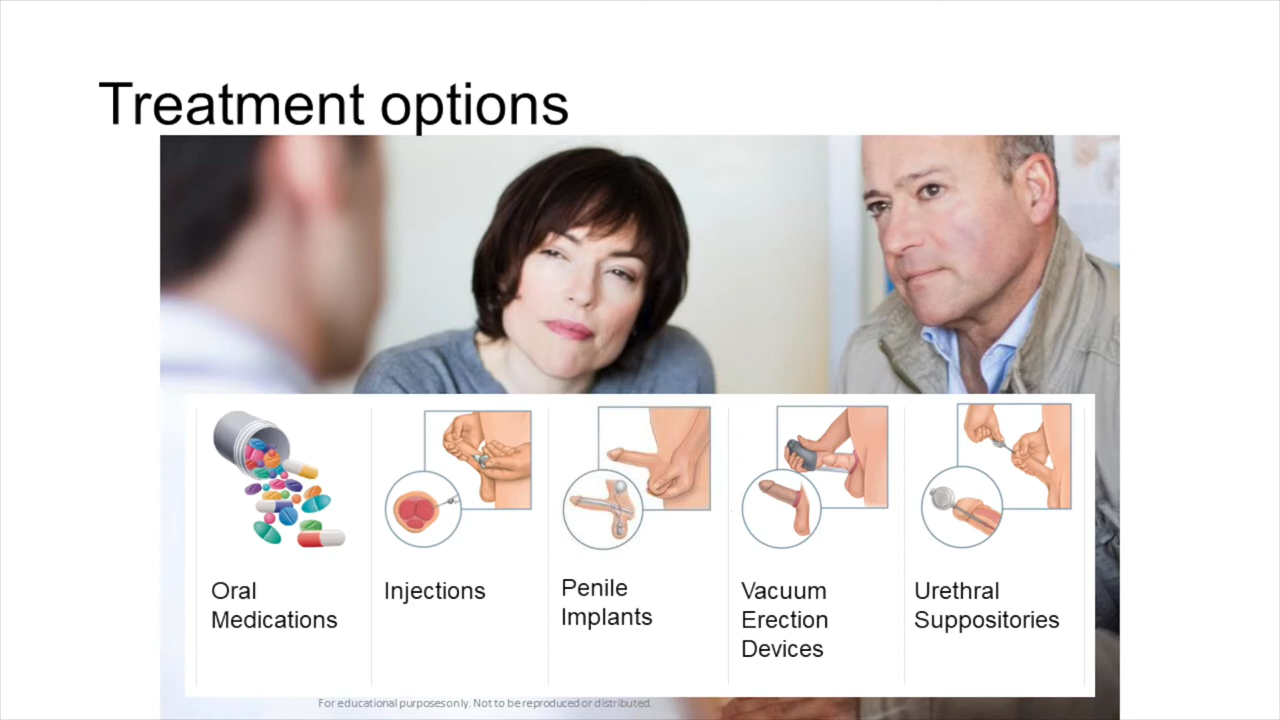 Treatment options
Oral
Medications
Injections
Penile
Implants
Vacuum
Erection
Devices
Urethral
Suppositories
For educational purposes only. Not to be reproduced or distributed.